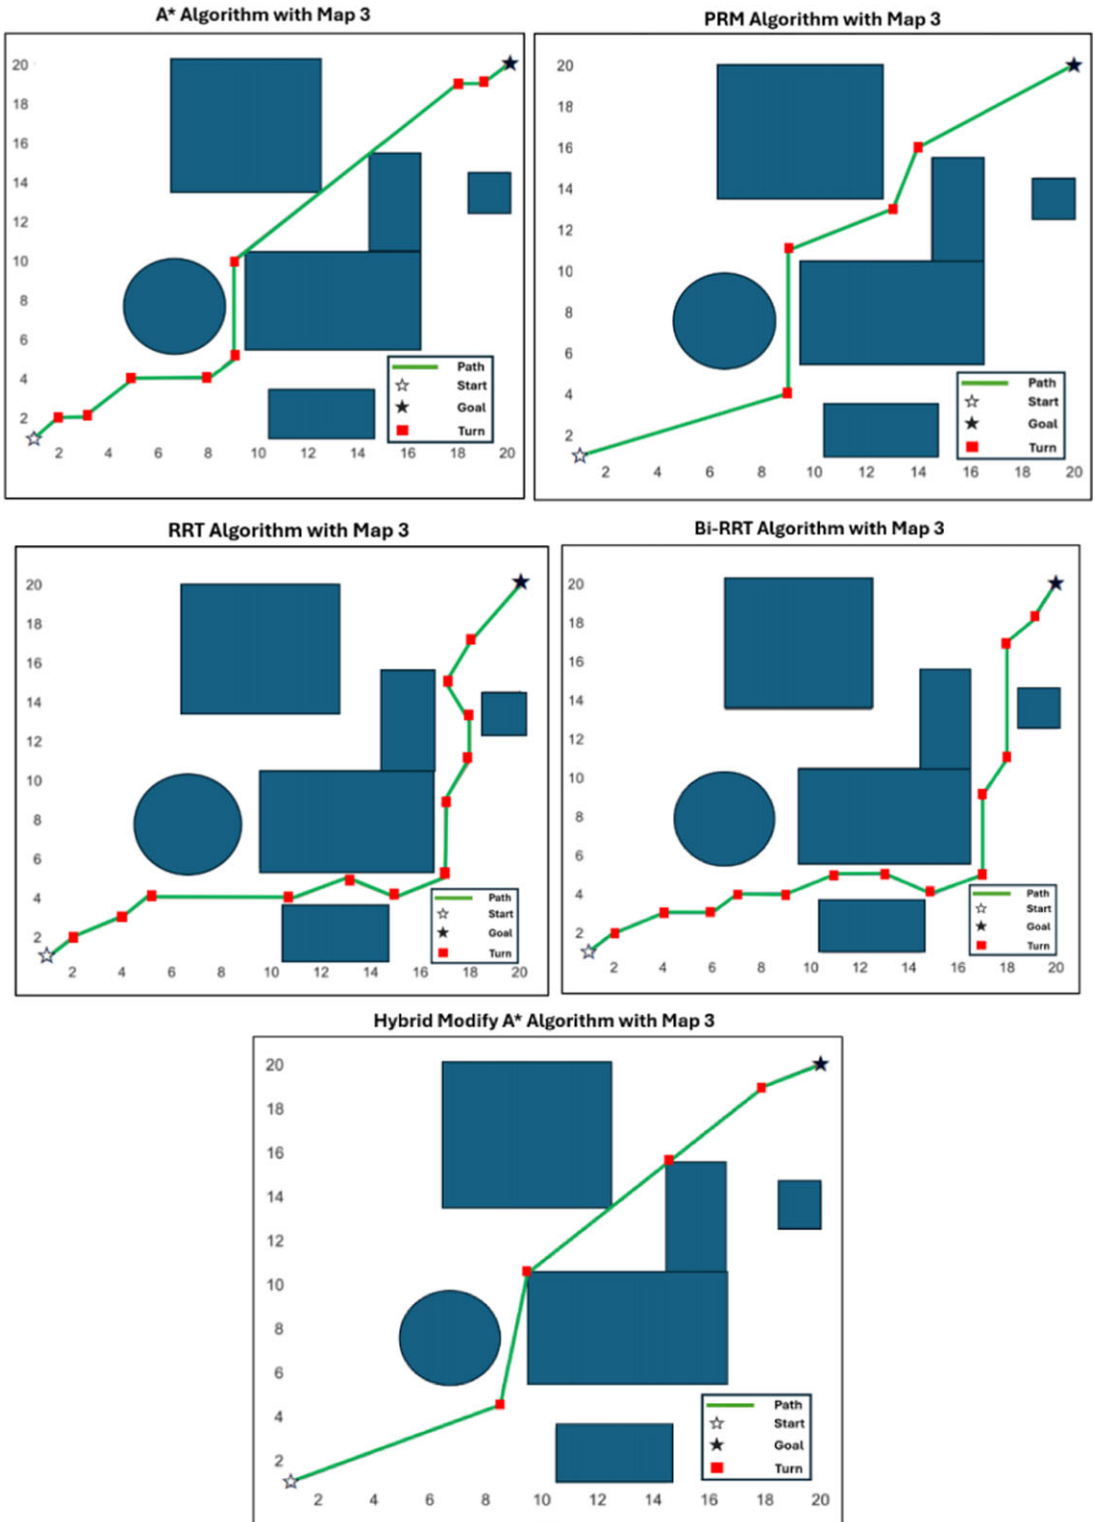 A* Algorithm with Map 3
20
18
16
14
12
10
8
6
4
2
2 4 6 8 10 12 14 16 18 20
Path
Start
Goal
Turn
PRM Algorithm with Map 3
20
18
16
14
12
10
8
6
4
2
2 4 6 8 10 12 14 16 18 20
Path
Start
Goal
Turn
RRT Algorithm with Map 3
20
18
16
14
12
10
8
6
4
2
2 4 6 8 10 12 14 16 18 20
Path
Start
Goal
Turn
Bi-RRT Algorithm with Map 3
20
18
16
14
12
10
8
6
4
2
2 4 6 8 10 12 14 16 18 20
Path
Start
Goal
Turn
Hybrid Modify A* Algorithm with Map 3
20
18
16
14
12
10
8
6
4
2
2 4 6 8 10 12 14 16 18 20
Path
Start
Goal
Turn